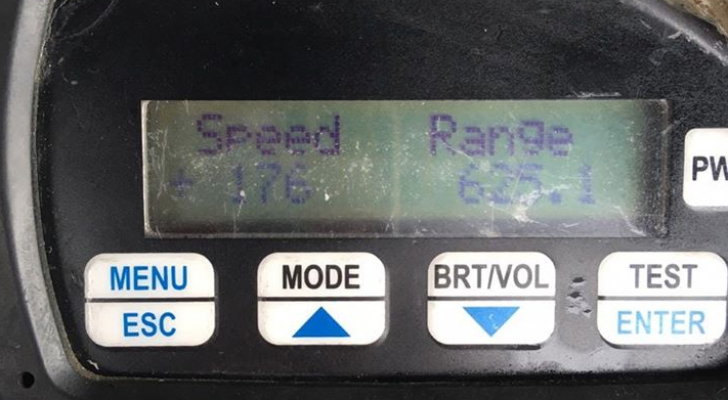 Speed Range
+ 176 625.1
PW
MENU MODE BRT/VOL TEST
ESC ENTER